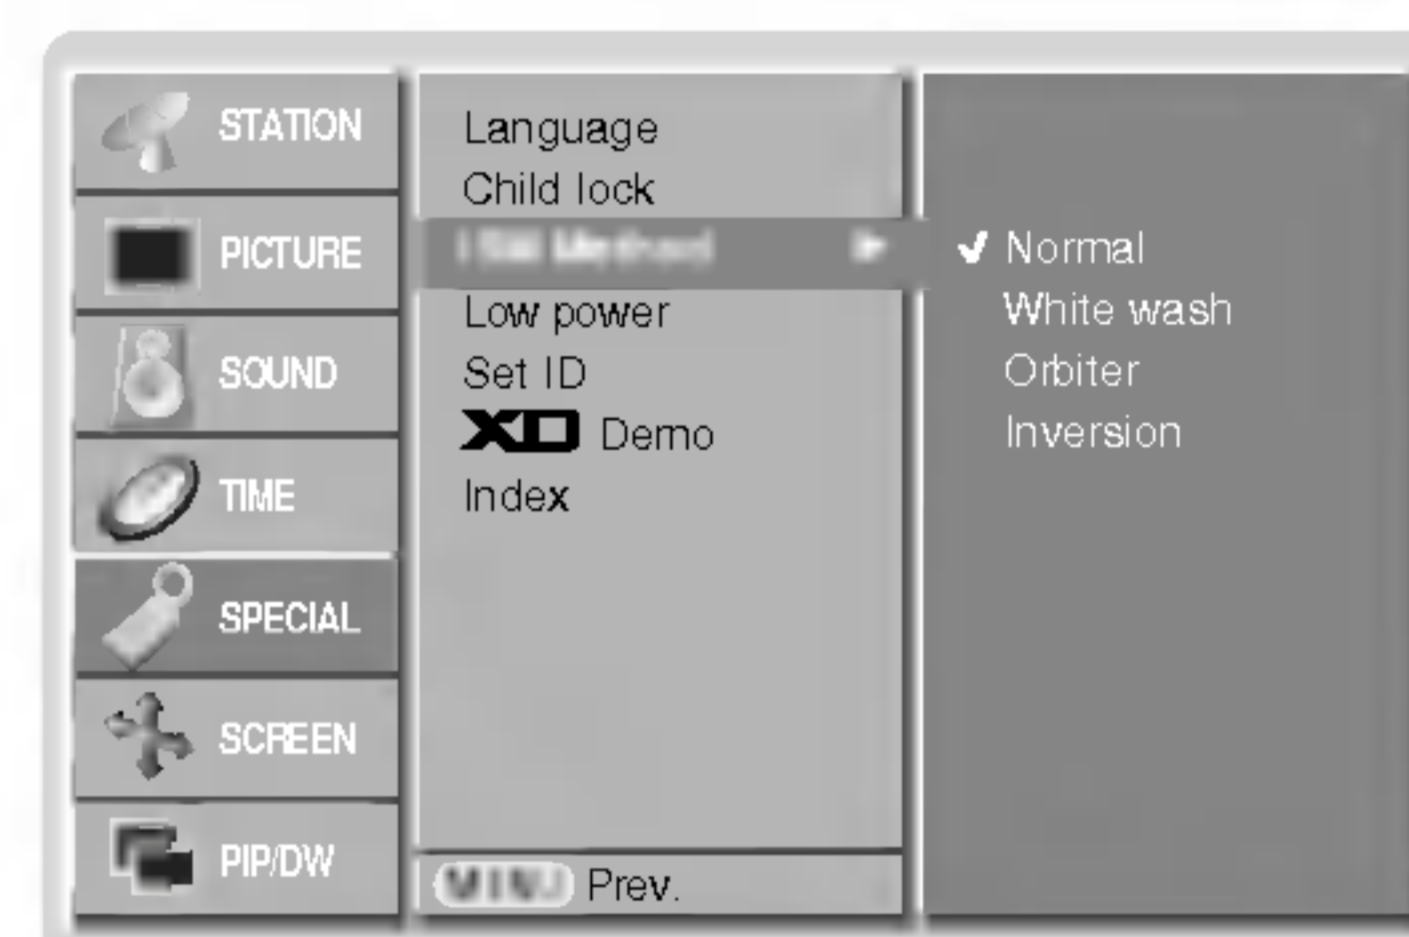 STATION
PICTURE
SOUND
TIME
SPECIAL
SCREEN
PIP/DW
Language
Child lock
Method
Low power
Set ID
XD Demo
Index
Prev.
Normal
White wash
Orbiter
Inversion